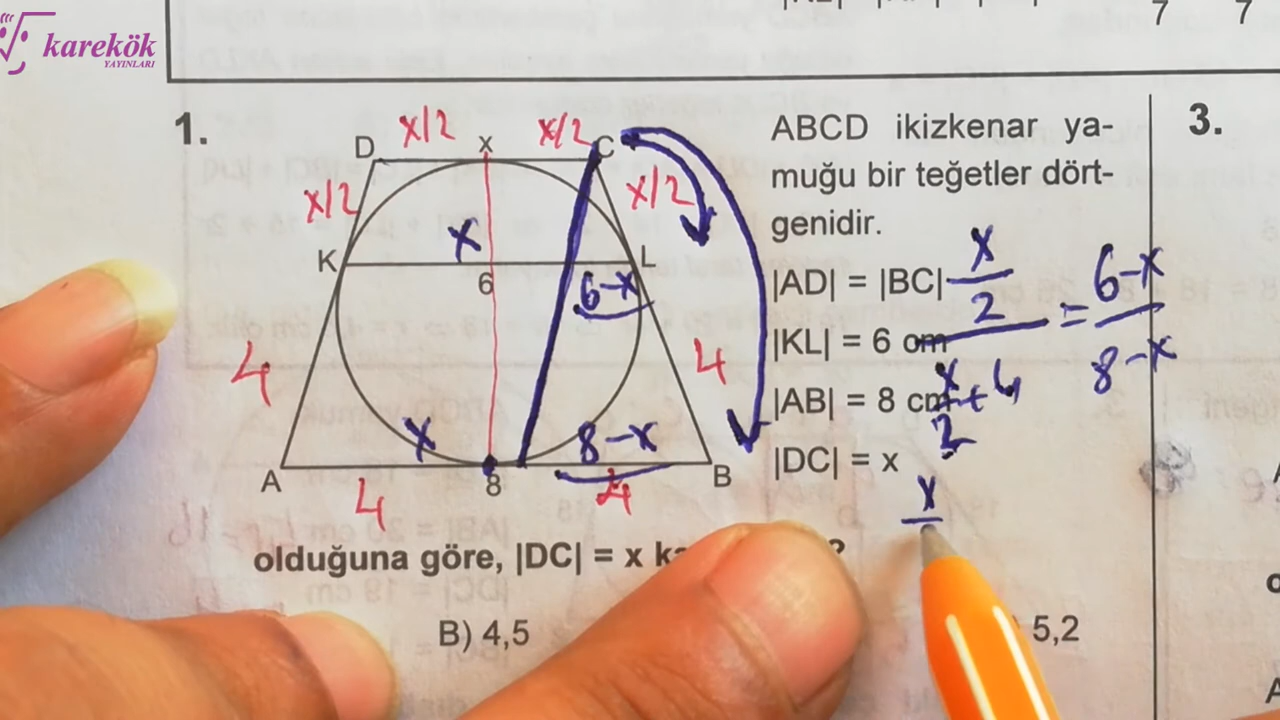 karekök
YAYINLARI
7 7
1.
D x/2 x x/2 C
x/2 x/2
K x L
6 6-x
4 4
x 8-x
A 8 B
4 4
ABCD ikizkenar ya-
muğu bir teğetler dört-
genidir.
|AD| = |BC|
|KL| = 6 cm
|AB| = 8 cm
|DC| = x
x/2 = 6-x
x/2 + 4 8-x
x
olduğuna göre, |DC| = x
?
B) 4,5
) 5,2
3.